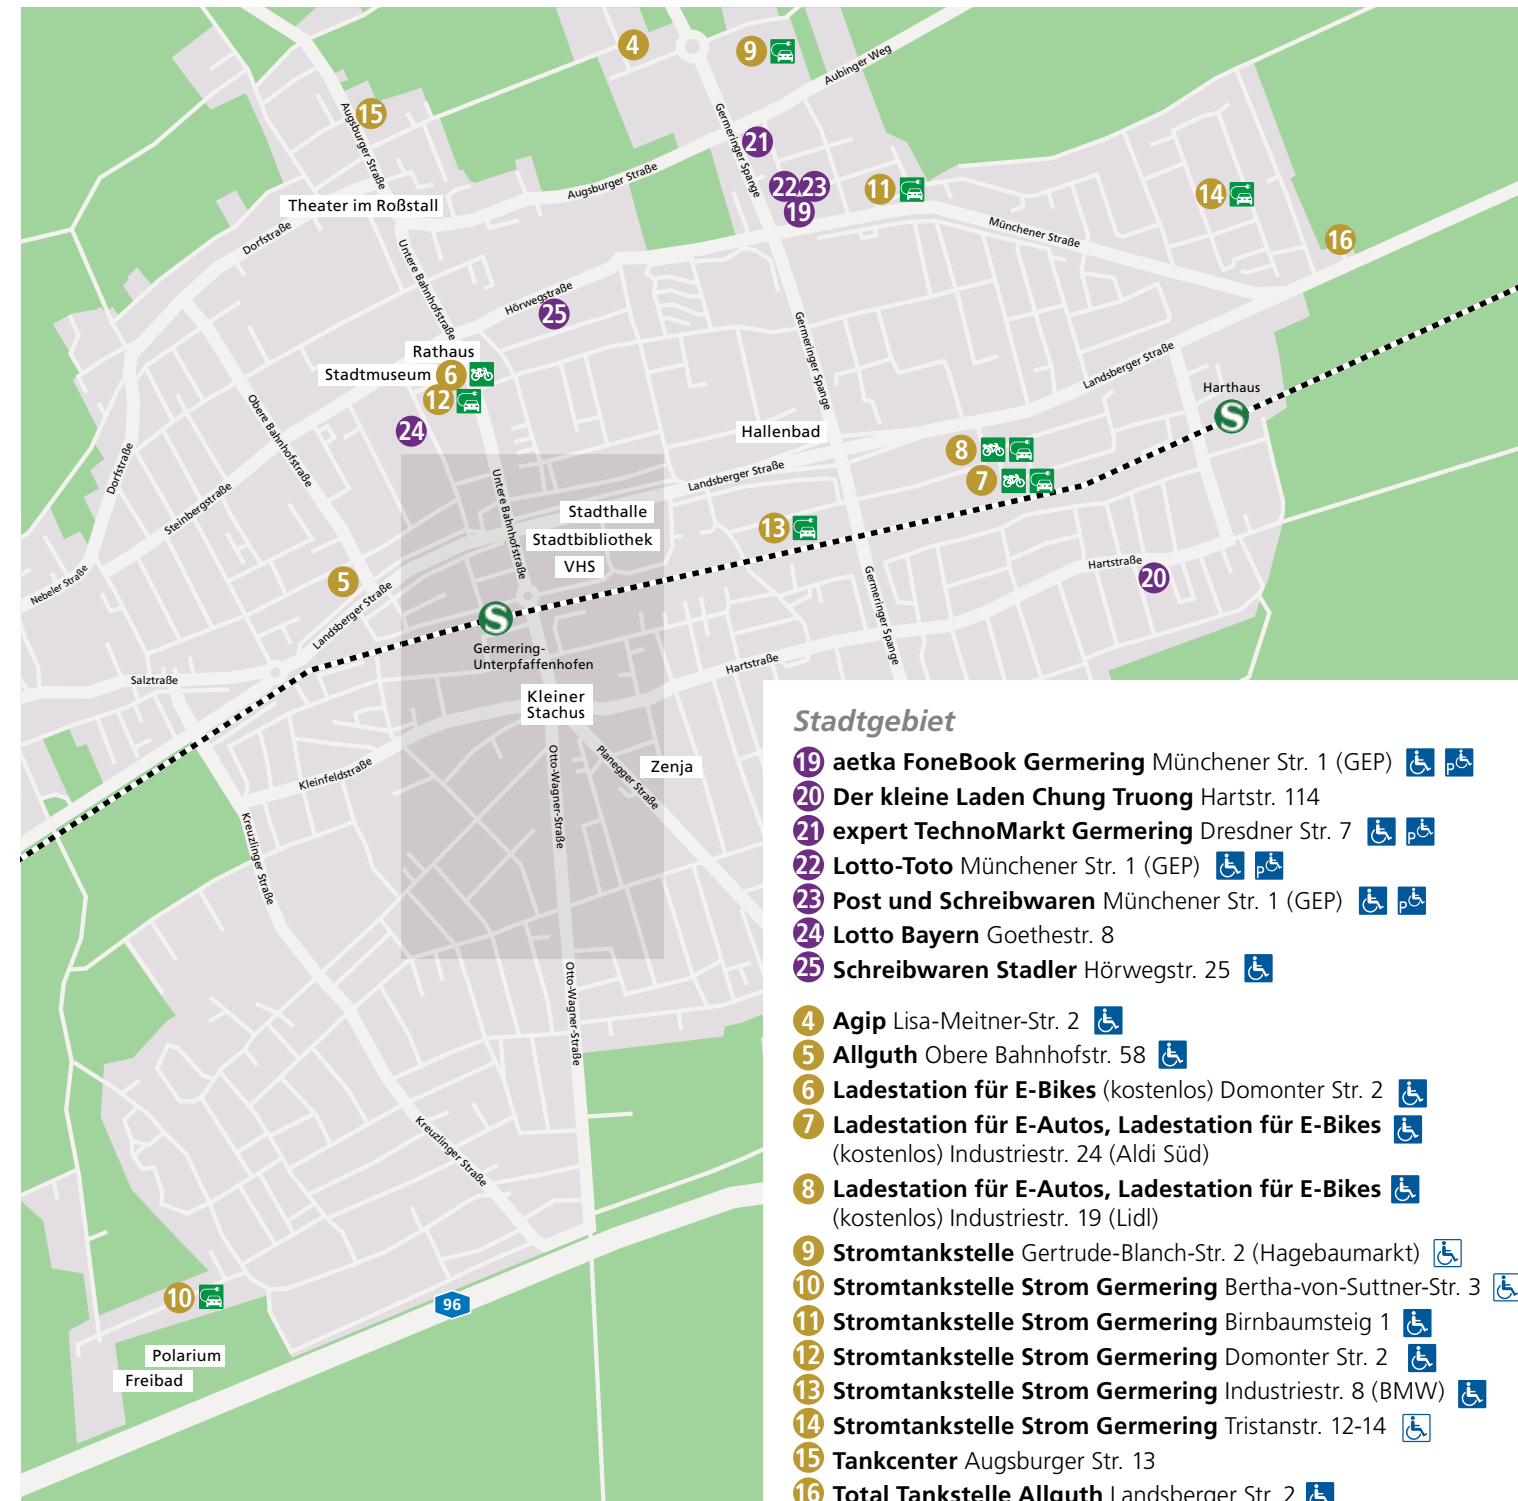 4
9
Aubinger Weg
15
Augsburger Straße
Germeringer Spange
21
Augsburger Straße
22
23
11
14
Theater im Roßstall
19
Dorfstraße
Münchener Straße
16
Untere Bahnhofstraße
Hörwegstraße
25
Germeringer Spange
Rathaus
Landsberger Straße
Stadtmuseum
6
Harthaus
12
S
Obere Bahnhofstraße
24
Hallenbad
8
Dorfstraße
Untere Bahnhofstraße
Landsberger Straße
7
Steinbergstraße
Stadthalle
13
Stadtbibliothek
VHS
Hartstraße
20
Nebeler Straße
5
Landsberger Straße
Germeringer Spange
S
Germering-
Unterpfaffenhofen
Hartstraße
Salztraße
Kleiner
Stachus
Otto-Wagner-Straße
Planegger Straße
Zenja
Kleinfeldstraße
Kreuzlinger Straße
Otto-Wagner-Straße
Kreuzlinger Straße
10
96
Polarium
Freibad
Stadtgebiet
19 aetka FoneBook Germering Münchener Str. 1 (GEP) P
20 Der kleine Laden Chung Truong Hartstr. 114
21 expert TechnoMarkt Germering Dresdner Str. 7 P
22 Lotto-Toto Münchener Str. 1 (GEP) P
23 Post und Schreibwaren Münchener Str. 1 (GEP) P
24 Lotto Bayern Goethestr. 8
25 Schreibwaren Stadler Hörwegstr. 25
4 Agip Lisa-Meitner-Str. 2
5 Allguth Obere Bahnhofstr. 58
6 Ladestation für E-Bikes (kostenlos) Domonter Str. 2
7 Ladestation für E-Autos, Ladestation für E-Bikes
(kostenlos) Industriestr. 24 (Aldi Süd)
8 Ladestation für E-Autos, Ladestation für E-Bikes
(kostenlos) Industriestr. 19 (Lidl)
9 Stromtankstelle Gertrude-Blanch-Str. 2 (Hagebaumarkt)
10 Stromtankstelle Strom Germering Bertha-von-Suttner-Str. 3
11 Stromtankstelle Strom Germering Birnbaumsteig 1
12 Stromtankstelle Strom Germering Domonter Str. 2
13 Stromtankstelle Strom Germering Industriestr. 8 (BMW)
14 Stromtankstelle Strom Germering Tristanstr. 12-14
15 Tankcenter Augsburger Str. 13
16 Total Tankstelle Allguth Landsberger Str. 2